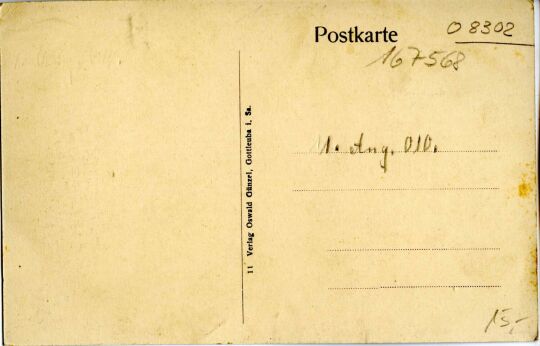 Postkarte
O 8302
167568
11 Verlag Oswald Günzel, Gottleuba i. Sa.
11. Aug. 010.
15,-